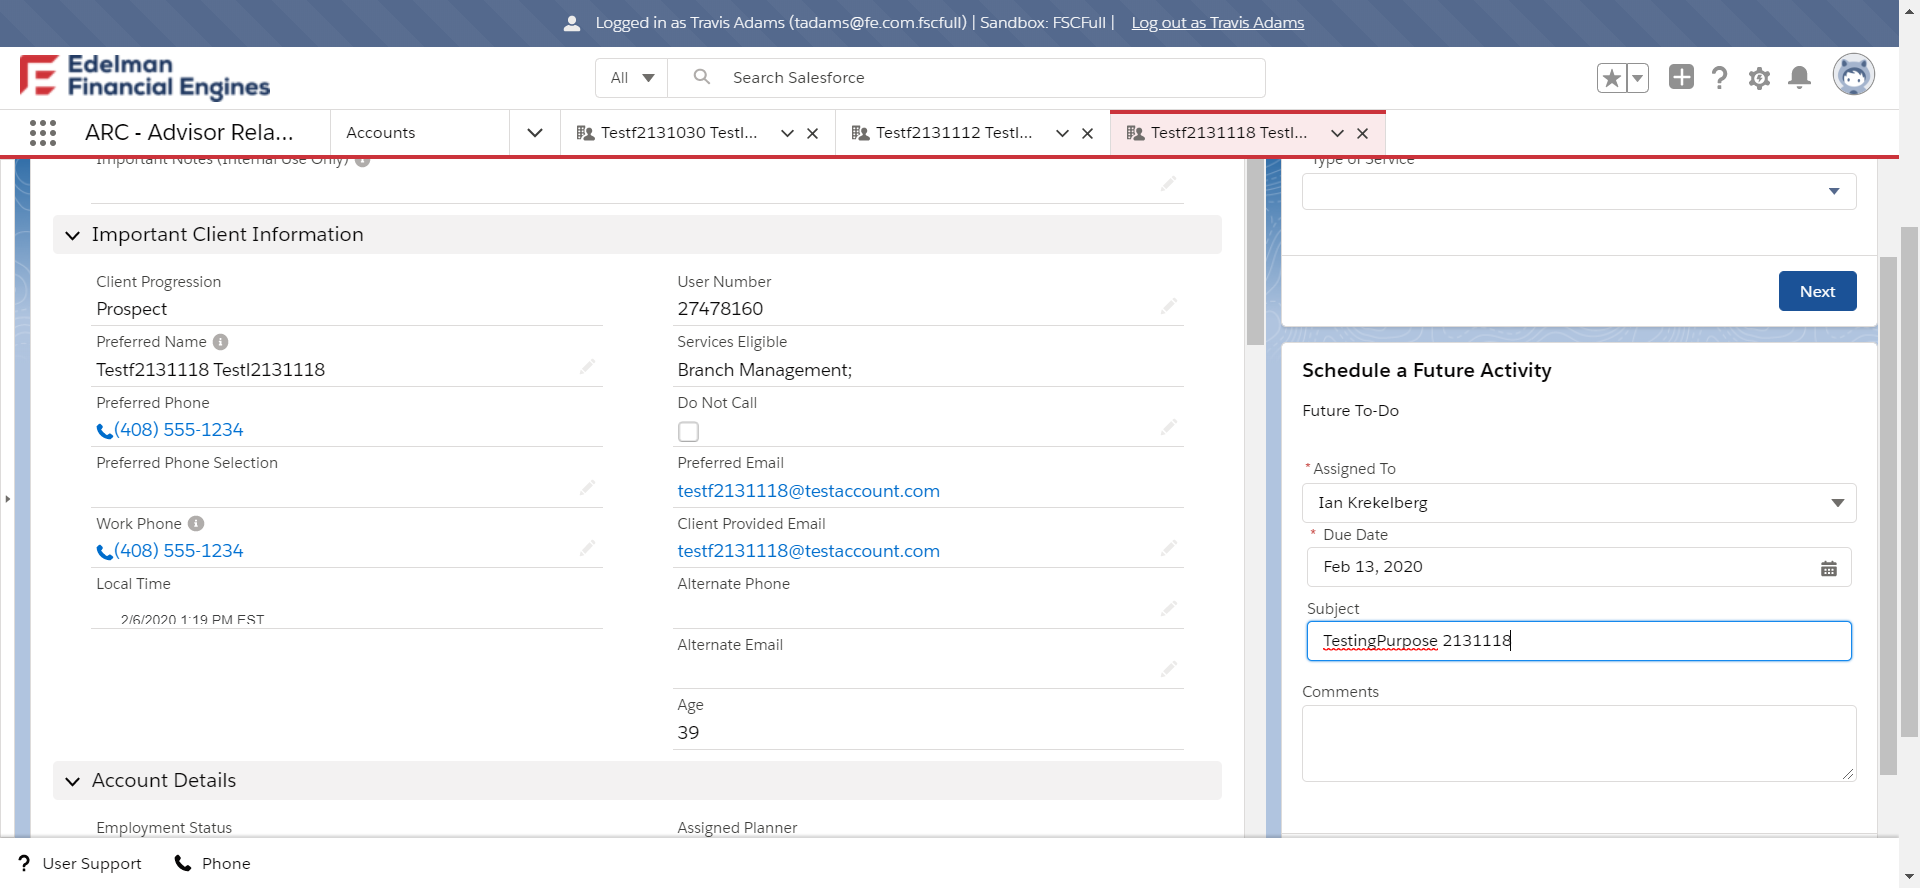 Logged in as Travis Adams (tadams@fe.com.fscfull) | Sandbox: FSCFull | Log out as Travis Adams
Edelman
Financial Engines
All
Search Salesforce
ARC - Advisor Rela...
Accounts
Testf2131030 Testl...
Testf2131112 Testl...
Testf2131118 Testl...
Important Notes (Internal Use Only)
Important Client Information
Client Progression
Prospect
Preferred Name
Testf2131118 Testl2131118
Preferred Phone
(408) 555-1234
Preferred Phone Selection
Work Phone
(408) 555-1234
Local Time
2/6/2020 1:19 PM EST
User Number
27478160
Services Eligible
Branch Management;
Do Not Call
Preferred Email
testf2131118@testaccount.com
Client Provided Email
testf2131118@testaccount.com
Alternate Phone
Alternate Email
Age
39
Account Details
Employment Status
Assigned Planner
Type of Service
Next
Schedule a Future Activity
Future To-Do
* Assigned To
Ian Krekelberg
* Due Date
Feb 13, 2020
Subject
TestingPurpose 2131118
Comments
? User Support
Phone